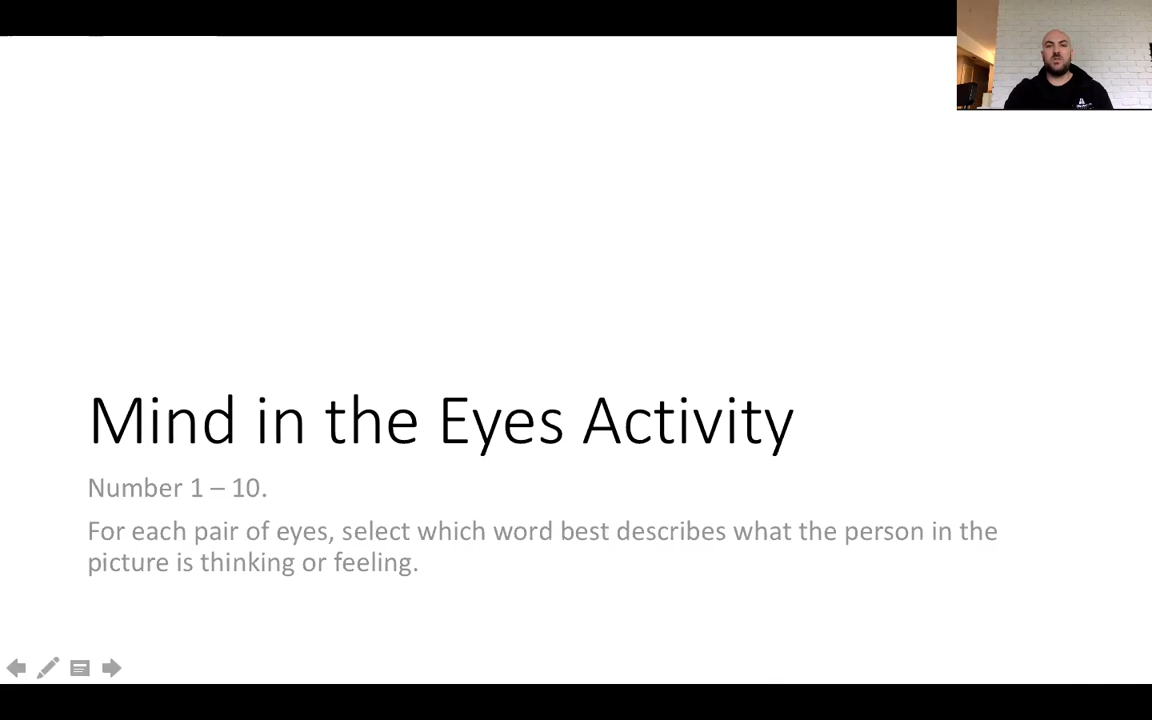 Mind in the Eyes Activity
Number 1 – 10.
For each pair of eyes, select which word best describes what the person in the
picture is thinking or feeling.